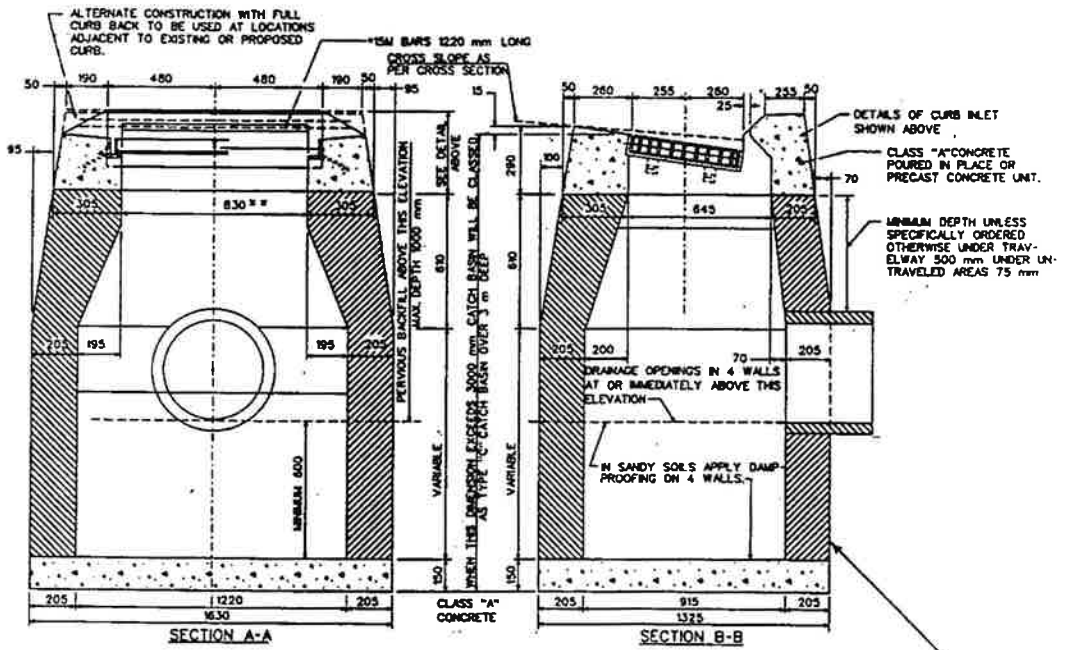 ALTERNATE CONSTRUCTION WITH FULL
CURB BACK TO BE USED AT LOCATIONS
ADJACENT TO EXISTING OR PROPOSED
CURB.
*15M BARS 1220 mm LONG
CROSS SLOPE AS
PER CROSS SECTION
50 190 480 480 190 50
95
95
SEE DETAIL
ABOVE
305 830 ** 305
610
PERVIOUS BACKFILL ABOVE THIS ELEVATION
MAX. DEPTH 1000 mm
205 195 195 205
MINIMUM 600
VARIABLE
150
205 1220 205
1630
SECTION A-A
CLASS "A"
CONCRETE
WHEN THIS DIMENSION EXCEEDS 3000 mm CATCH BASIN WILL BE CLASSED
AS TYPE "C" CATCH BASIN OVER 3 m DEEP
15
50 260 255 260 255 50
25
100
290
DETAILS OF CURB INLET
SHOWN ABOVE
CLASS "A" CONCRETE
POURED IN PLACE OR
PRECAST CONCRETE UNIT.
70
305 645 205
610
MINIMUM DEPTH UNLESS
SPECIFICALLY ORDERED
OTHERWISE UNDER TRAV-
ELWAY 500 mm UNDER UN-
TRAVELED AREAS 75 mm
205 200 70 205
DRAINAGE OPENINGS IN 4 WALLS
AT OR IMMEDIATELY ABOVE THIS
ELEVATION
IN SANDY SOILS APPLY DAMP
PROOFING ON 4 WALLS.
VARIABLE
150
205 915 205
1325
SECTION B-B